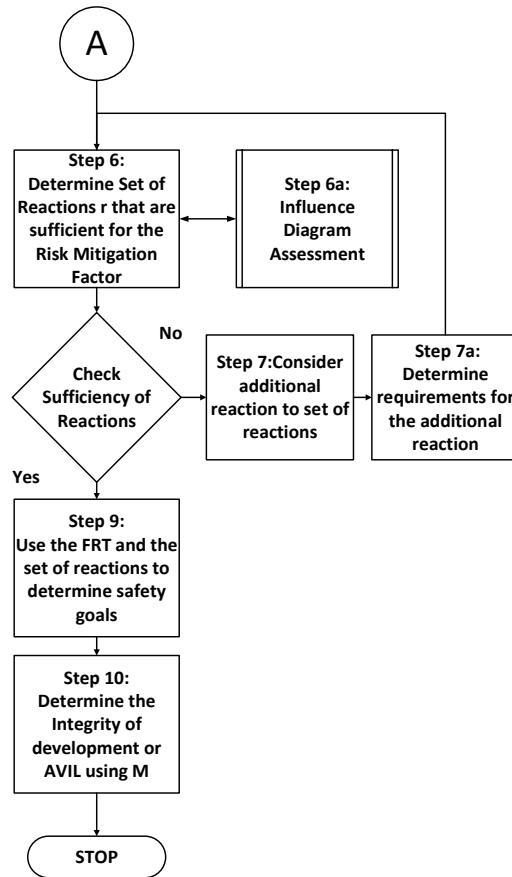 A
Step 6:
Determine Set of
Reactions r that are
sufficient for the
Risk Mitigation
Factor
Step 6a:
Influence
Diagram
Assessment
Check
Sufficiency of
Reactions
No
Step 7:Consider
additional
reaction to set of
reactions
Step 7a:
Determine
requirements for
the additional
reaction
Yes
Step 9:
Use the FRT and the
set of reactions to
determine safety
goals
Step 10:
Determine the
Integrity of
development or
AVIL using M
STOP